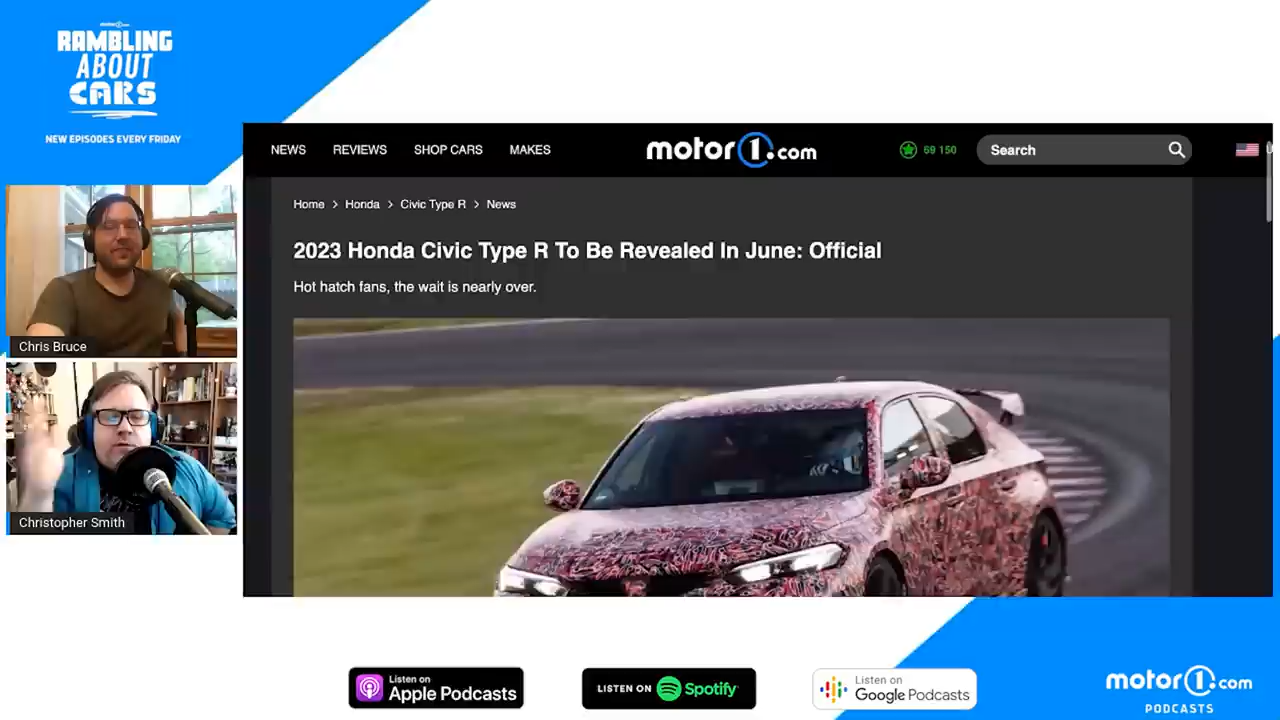 motor1.com
RAMBLING
ABOUT
CARS
NEW EPISODES EVERY FRIDAY
NEWS REVIEWS SHOP CARS MAKES motor1.com 69 150 Search
Home > Honda > Civic Type R > News
2023 Honda Civic Type R To Be Revealed In June: Official
Hot hatch fans, the wait is nearly over.
Chris Bruce
Christopher Smith
Listen on
Apple Podcasts
LISTEN ON Spotify
Listen on
Google Podcasts
motor1.com
PODCASTS